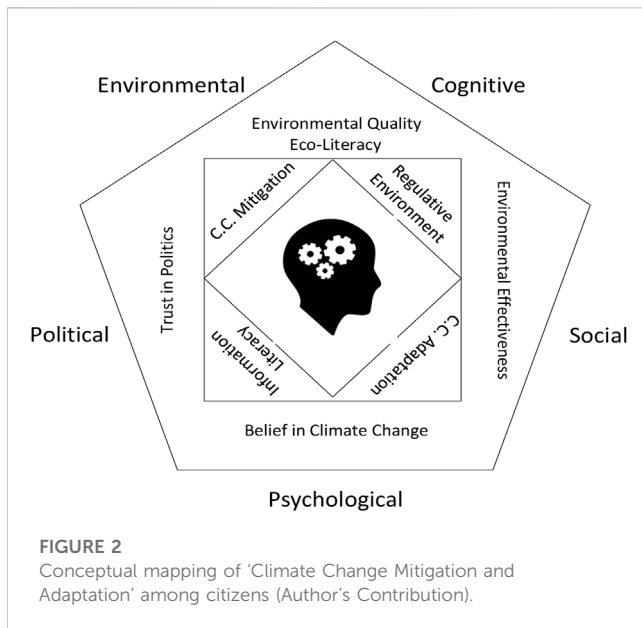 Environmental
Cognitive
Environmental Quality
Eco-Literacy
C.C. Mitigation
Regulative
Environment
Trust in Politics
Environmental Effectiveness
Political
Social
Information
Literacy
C.C. Adaptation
Belief in Climate Change
Psychological
FIGURE 2
Conceptual mapping of ‘Climate Change Mitigation and
Adaptation’ among citizens (Author’s Contribution).